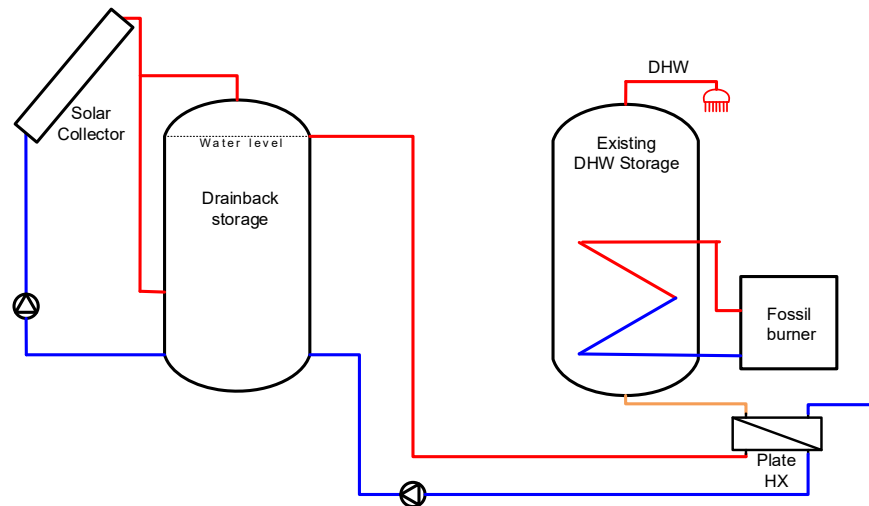 Solar
Collector
Water level
Drainback
storage
DHW
Existing
DHW Storage
Fossil
burner
Plate
HX